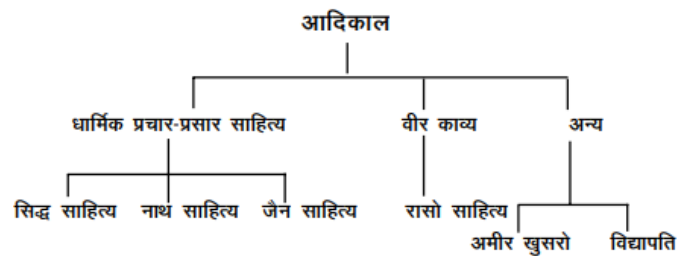 आदिकाल
धार्मिक प्रचार-प्रसार साहित्य वीर काव्य अन्य
सिद्ध साहित्य नाथ साहित्य जैन साहित्य रासो साहित्य
अमीर खुसरो विद्यापति